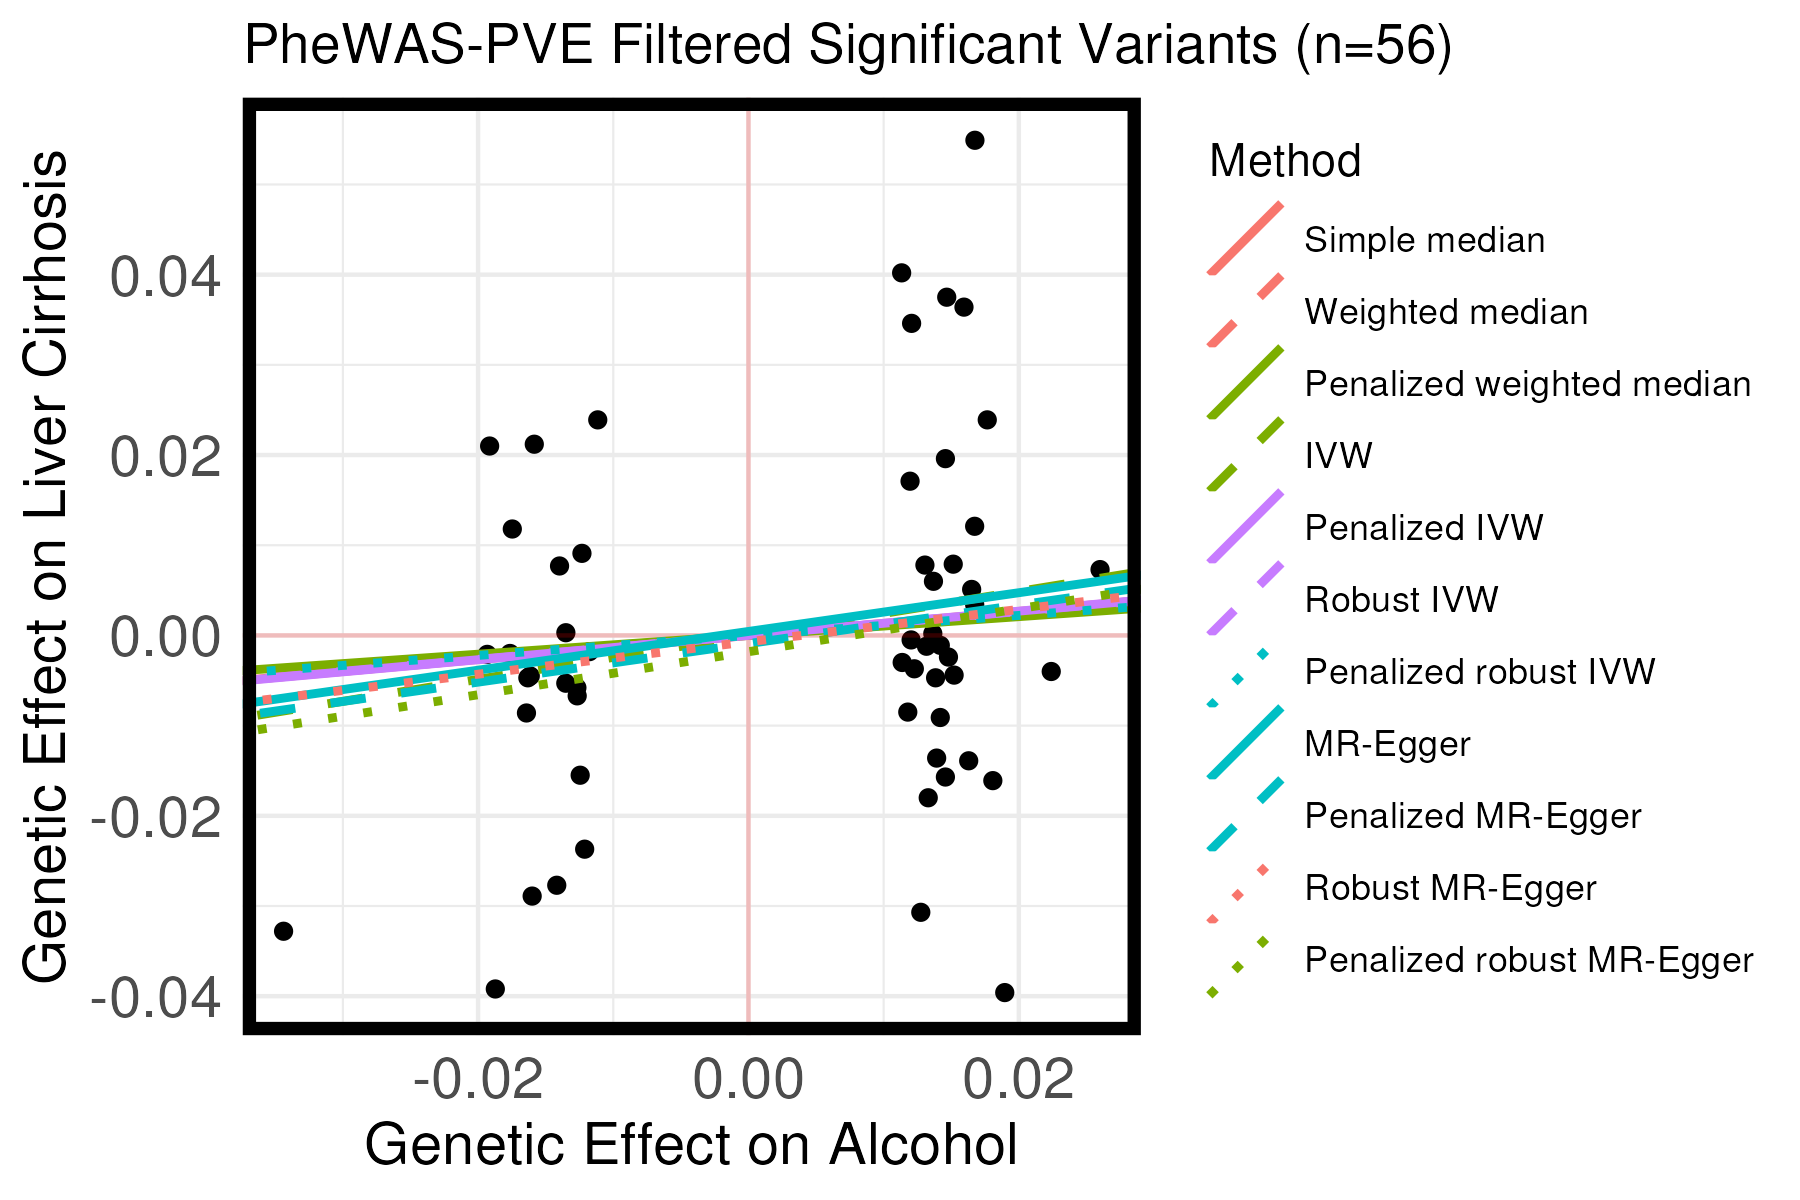 PheWAS-PVE Filtered Significant Variants (n=56)
Genetic Effect on Liver Cirrhosis
0.04
0.02
0.00
-0.02
-0.04
-0.02 0.00 0.02
Genetic Effect on Alcohol
Method
Simple median
Weighted median
Penalized weighted median
IVW
Penalized IVW
Robust IVW
Penalized robust IVW
MR-Egger
Penalized MR-Egger
Robust MR-Egger
Penalized robust MR-Egger